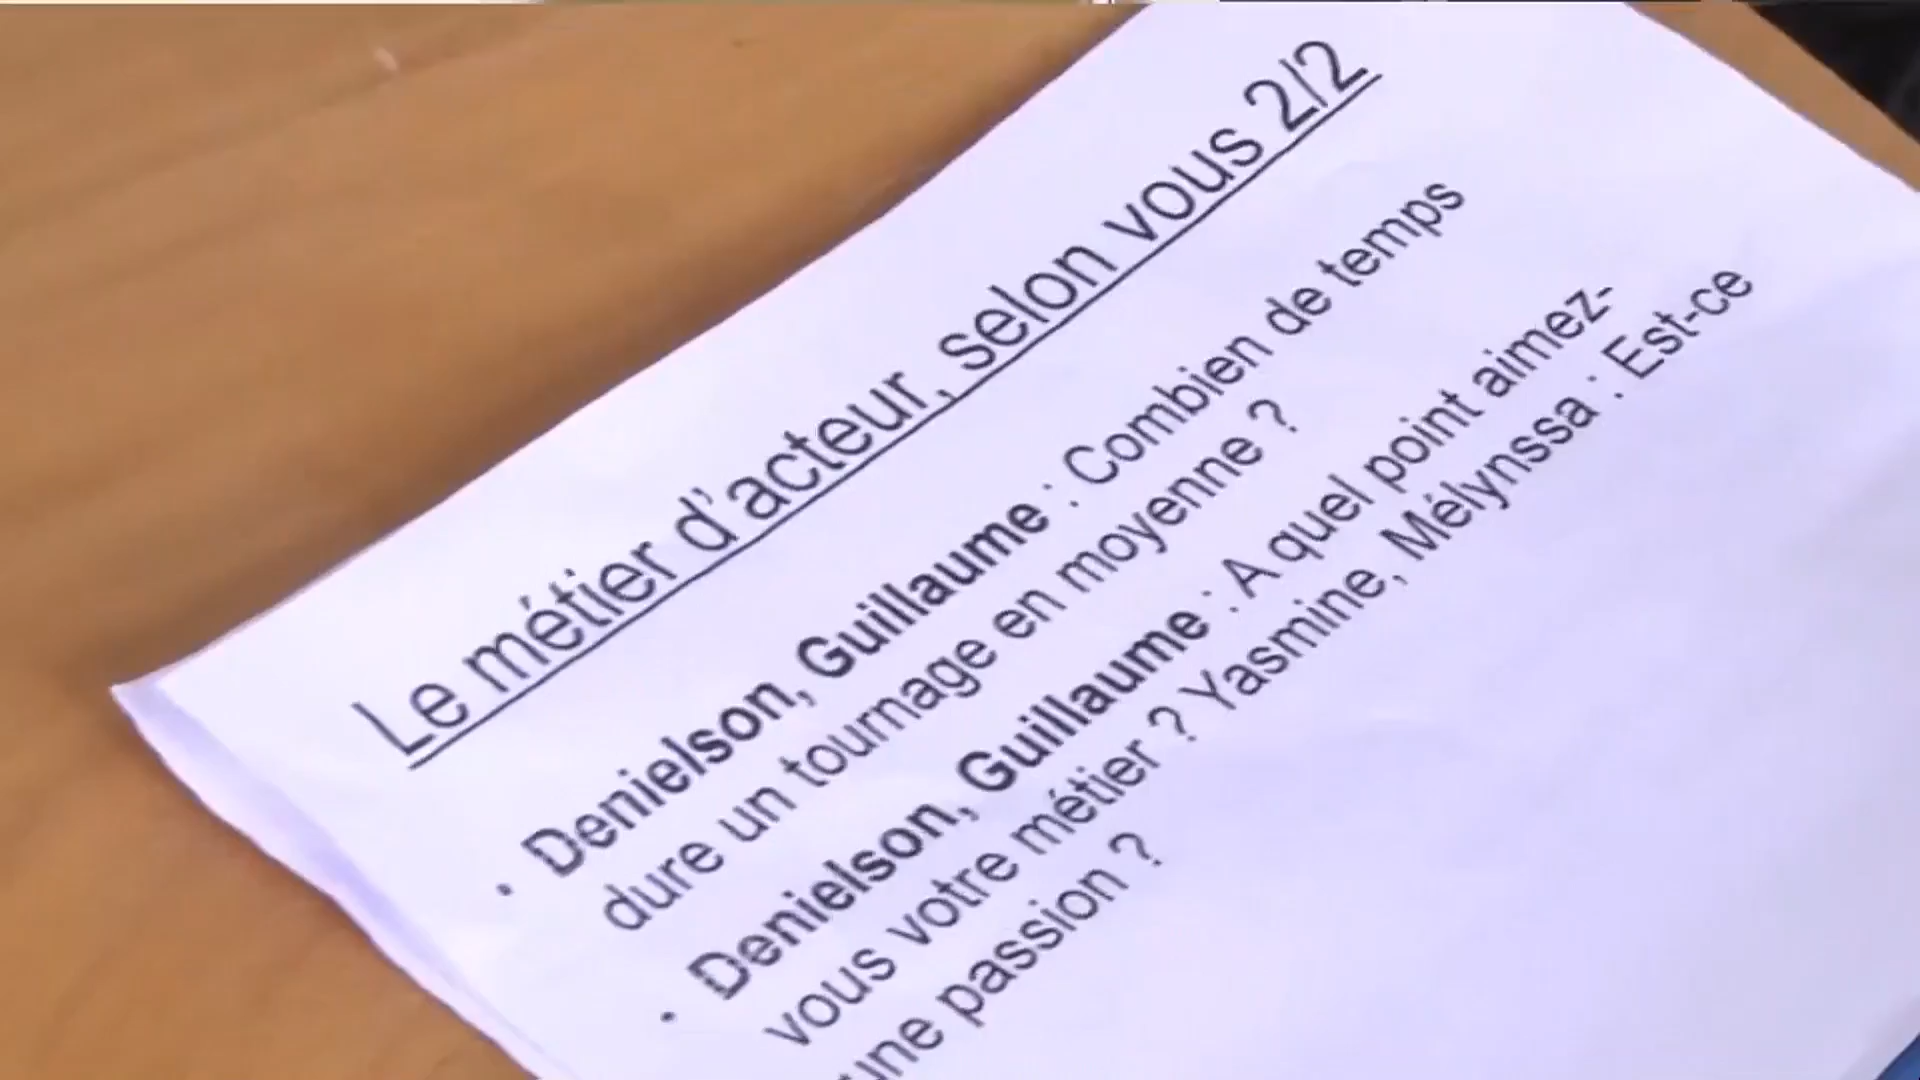 Le métier d'acteur, selon vous 2/2
• Denielson, Guillaume : Combien de temps
dure un tournage en moyenne ?
• Denielson, Guillaume : A quel point aimez-
vous votre métier ? Yasmine, Mélynssa : Est-ce
une passion ?